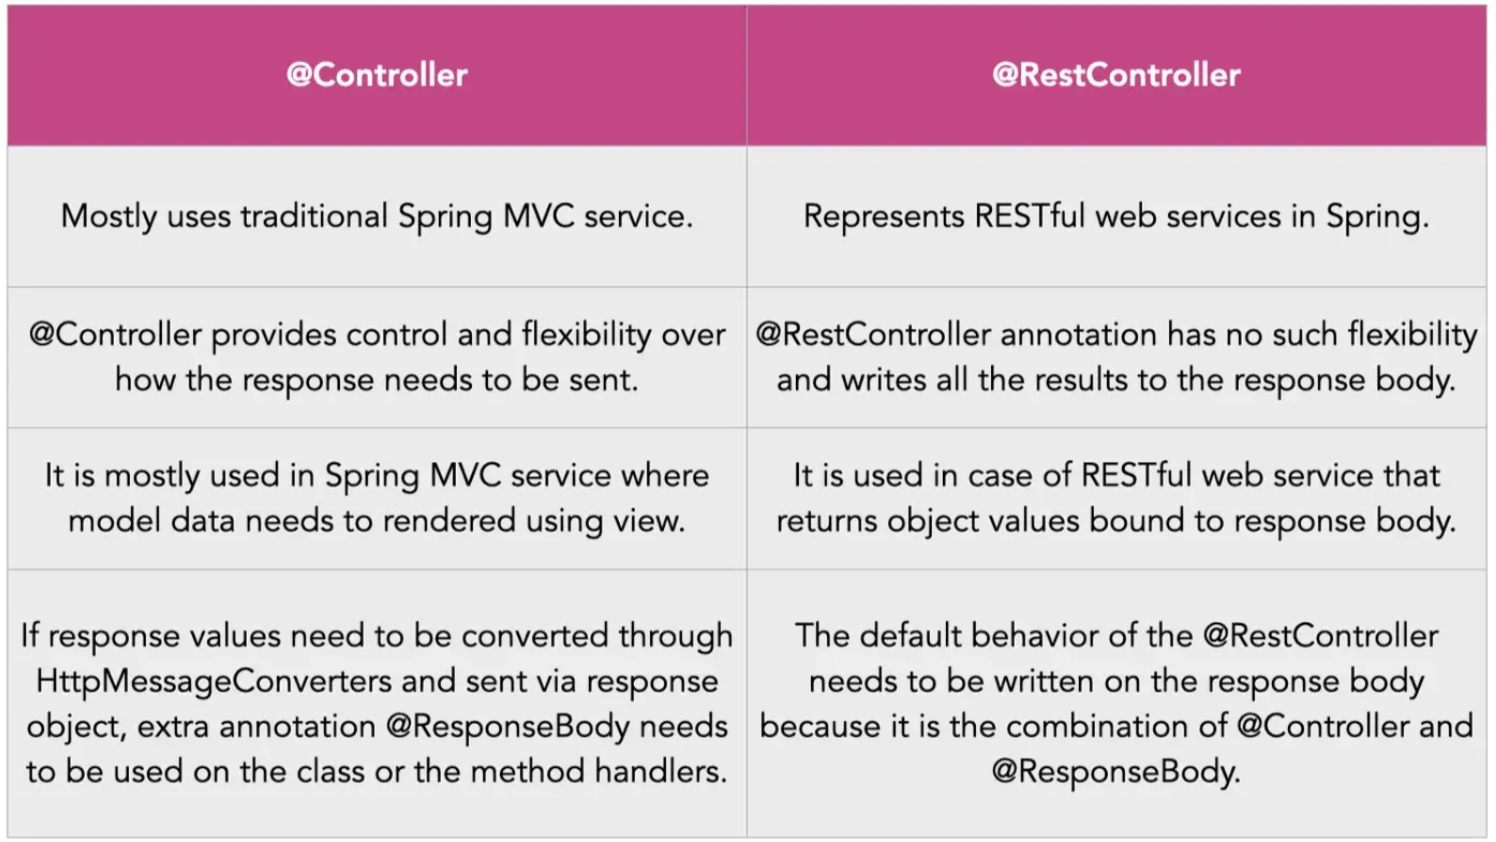 @Controller
@RestController
Mostly uses traditional Spring MVC service.
Represents RESTful web services in Spring.
@Controller provides control and flexibility over
how the response needs to be sent.
@RestController annotation has no such flexibility
and writes all the results to the response body.
It is mostly used in Spring MVC service where
model data needs to rendered using view.
It is used in case of RESTful web service that
returns object values bound to response body.
If response values need to be converted through
HttpMessageConverters and sent via response
object, extra annotation @ResponseBody needs
to be used on the class or the method handlers.
The default behavior of the @RestController
needs to be written on the response body
because it is the combination of @Controller and
@ResponseBody.